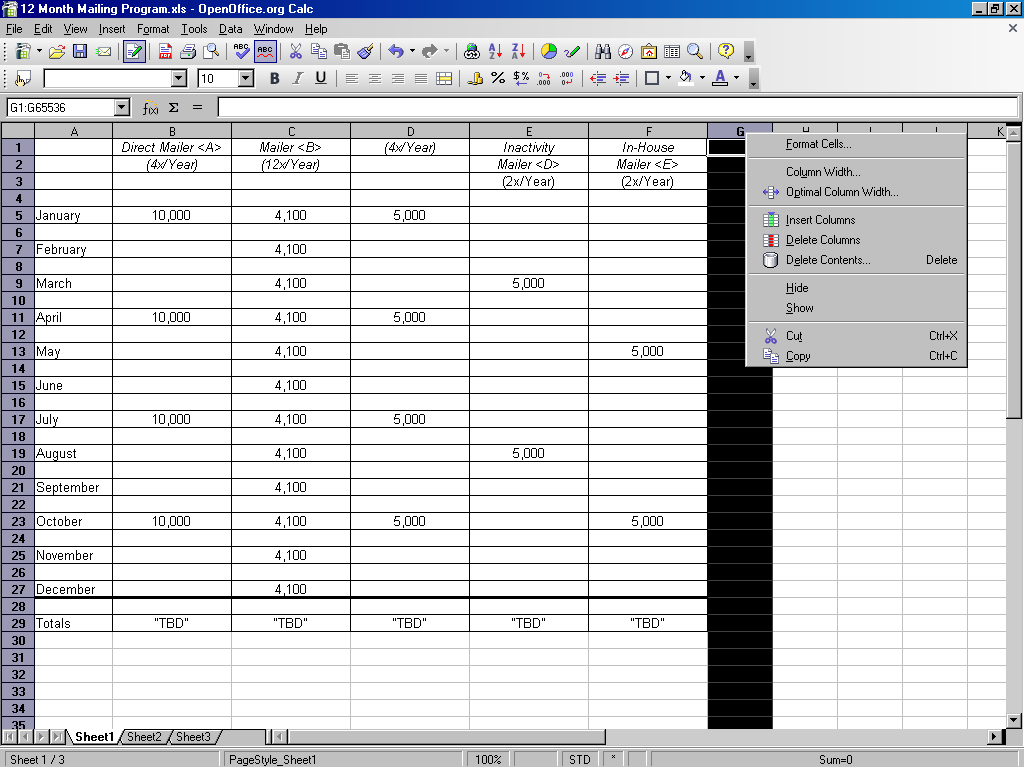 12 Month Mailing Program.xls - OpenOffice.org Calc
File Edit View Insert Format Tools Data Window Help
10 B I U
G1:G65536 f(x) Σ =
A B C D E F G H I J K
1 Direct Mailer <A> Mailer <B> (4x/Year) Inactivity In-House
2 (4x/Year) (12x/Year) Mailer <D> Mailer <E>
3 (2x/Year) (2x/Year)
4
5 January 10,000 4,100 5,000
6
7 February 4,100
8
9 March 4,100 5,000
10
11 April 10,000 4,100 5,000
12
13 May 4,100 5,000
14
15 June 4,100
16
17 July 10,000 4,100 5,000
18
19 August 4,100 5,000
20
21 September 4,100
22
23 October 10,000 4,100 5,000 5,000
24
25 November 4,100
26
27 December 4,100
28
29 Totals "TBD" "TBD" "TBD" "TBD" "TBD"
30
31
32
33
34
35
Format Cells...
Column Width...
Optimal Column Width...
Insert Columns
Delete Columns
Delete Contents... Delete
Hide
Show
Cut Ctrl+X
Copy Ctrl+C
Sheet1 Sheet2 Sheet3
Sheet 1 / 3 PageStyle_Sheet1 100% STD * Sum=0